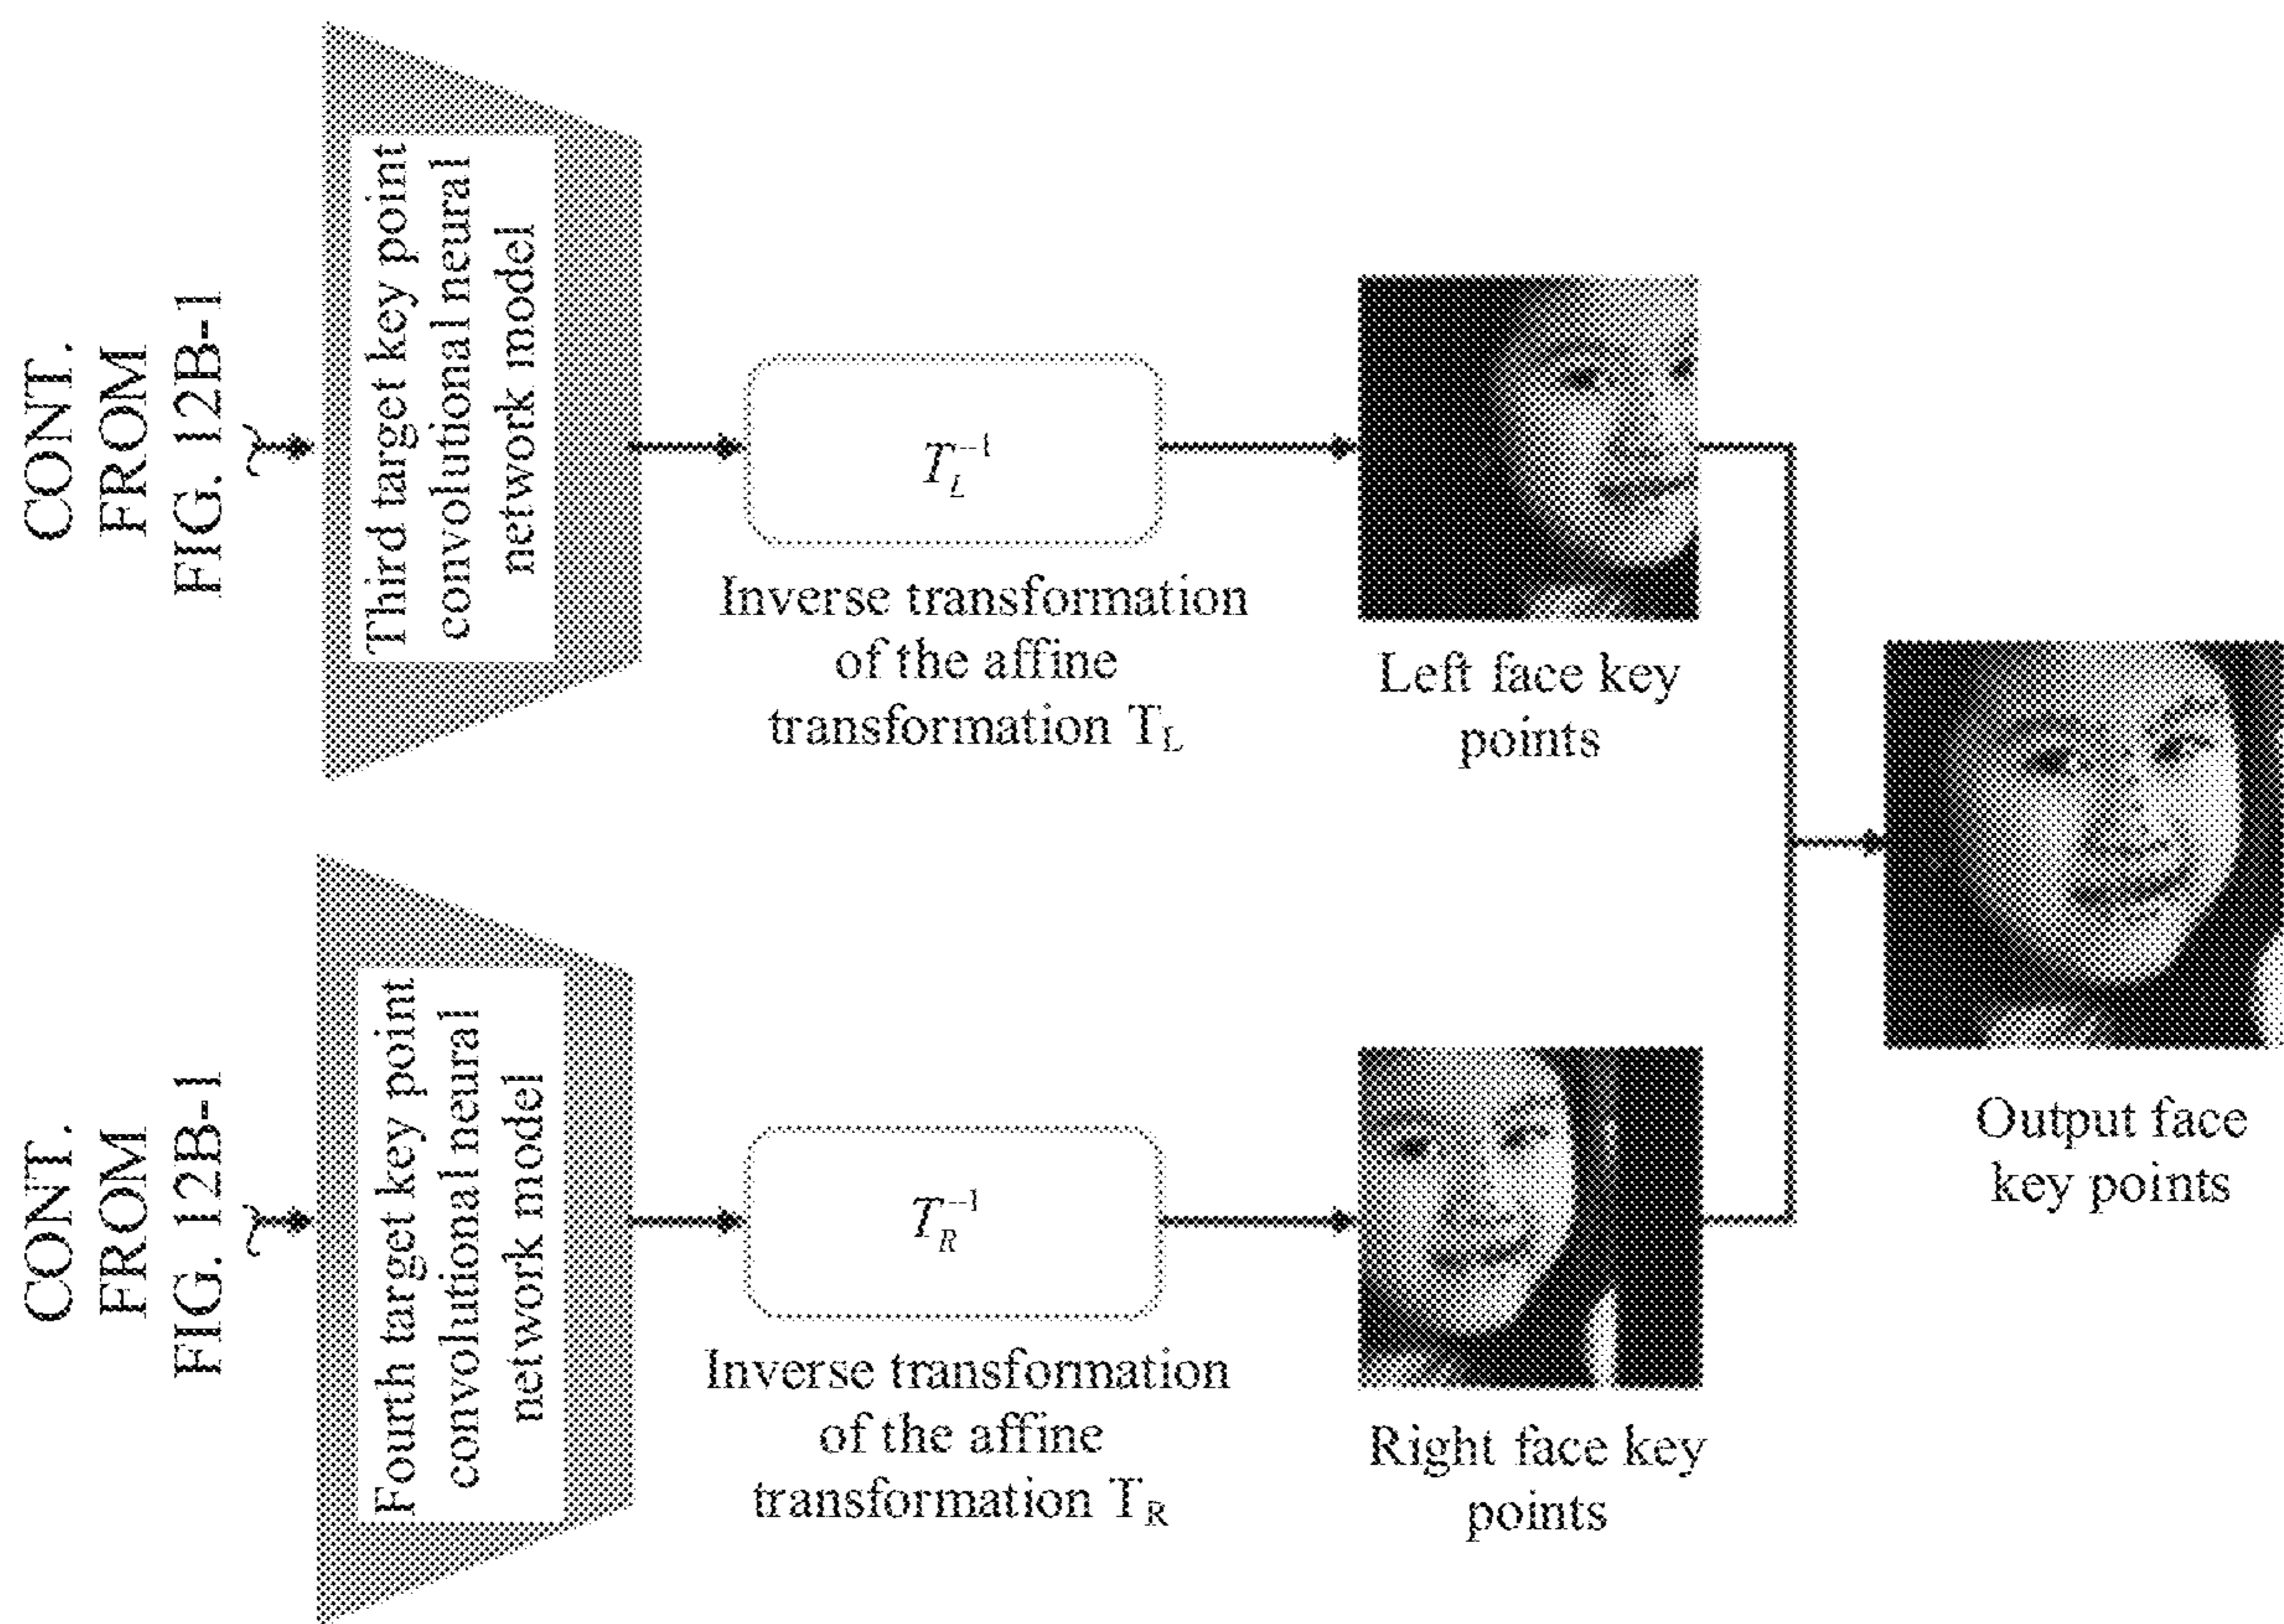 CONT.
FROM
FIG. 12B-1
Third target key point
convolutional neural
network model
T_L^{-1}
Inverse transformation
of the affine
transformation T_L
Left face key
points
CONT.
FROM
FIG. 12B-1
Fourth target key point
convolutional neural
network model
T_R^{-1}
Inverse transformation
of the affine
transformation T_R
Right face key
points
Output face
key points